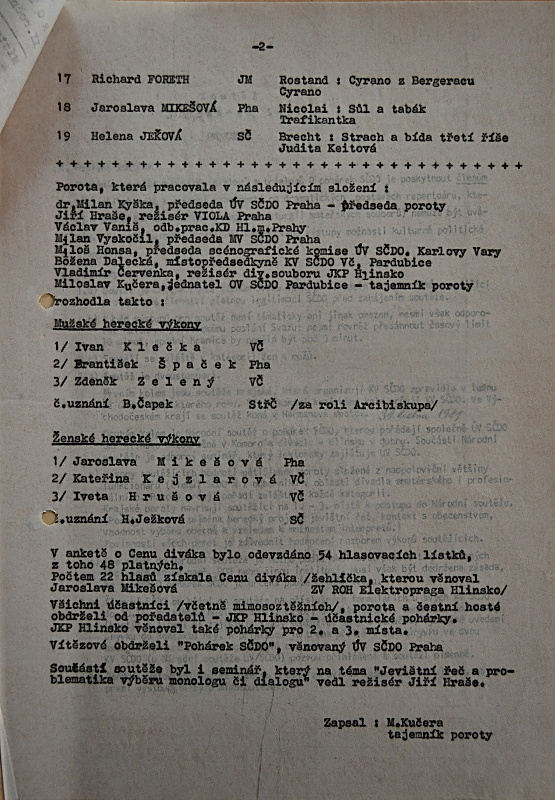 -2-
17 Richard FORETH JM Rostand : Cyrano z Bergeracu
Cyrano
18 Jaroslava MIKEŠOVÁ Pha Nicolai : Sůl a tabák
Trafikantka
19 Helena JEŽKOVÁ SČ Brecht : Strach a bída třetí říše
Judita Keitová
+ + + + + + + + + + + + + + + + + + + + + + + + + + + + + + + + + + +
Porota, která pracovala v následujícím složení :
dr.Milan Kyška, předseda ÚV SČDO Praha - předseda poroty
Jiří Hraše, režisér VIOLA Praha
Václav Vaniš, odb.prac.KD Hl.m.Prahy
Milan Vyskočil, předseda MV SČDO Praha
Miloš Honsa, předseda scénografické komise ÚV SČDO, Karlovy Vary
Božena Dalecká, místopředsedkyně KV SČDO VČ, Pardubice
Vladimír Červenka, režisér div.souboru JKP Hlinsko
Miloslav Kučera,jednatel OV SČDO Pardubice - tajemník poroty
rozhodla takto :
Mužské herecké výkony
1/ Ivan K l e č k a VČ
2/ František Š p a č e k Pha
3/ Zdeněk Z e l e n ý VČ
č.uznání B.Čapek StřČ /za roli Arcibiskupa/
Ženské herecké výkony
1/ Jaroslava M i k e š o v á Pha
2/ Kateřina K e j z l a r o v á VČ
3/ Iveta H r u š o v á VČ
č.uznání H.Ježková SČ
V anketě o Cenu diváka bylo odevzdáno 54 hlasovacích lístků,
z toho 48 platných.
Počtem 22 hlasů získala Cenu diváka /žehlička, kterou věnoval
Jaroslava Mikešová ZV ROH Elektropraga Hlinsko/
Všichni účastníci /včetně mimosoztěžních/, porota a čestní hosté
obdrželi od pořadatelů - JKP Hlinsko - účastnické pohárky.
JKP Hlinsko věnoval také pohárky pro 2. a 3. místa.
Vítězové obdrželi "Pohárek SČDO", věnovaný ÚV SČDO Praha
Součástí soutěže byl i seminář, který na téma "Jevištní řeč a pro-
blematika výběru monologu či dialogu" vedl režisér Jiří Hraše.
Zapsal : M.Kučera
tajemník poroty